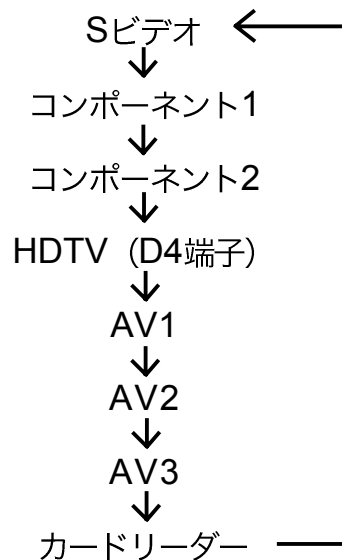 Sビデオ
コンポーネント1
コンポーネント2
HDTV（D4端子）
AV1
AV2
AV3
カードリーダー